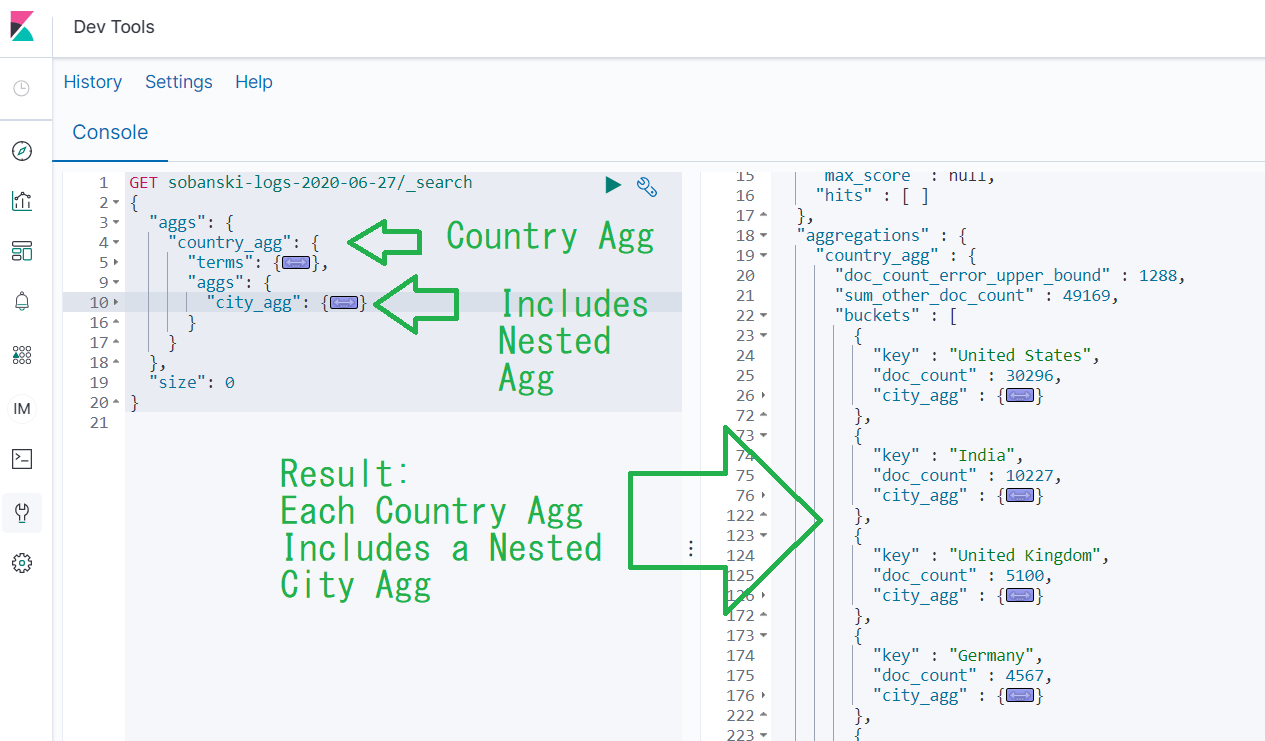 Dev Tools
History Settings Help
Console
1 GET sobanski-logs-2020-06-27/_search
2 {
3 "aggs": {
4 "country_agg": {
5 "terms": {},
9 "aggs": {
10 "city_agg": {}
16 }
17 }
18 },
19 "size": 0
20 }
21
Country Agg
Includes
Nested
Agg
Result:
Each Country Agg
Includes a Nested
City Agg
IM
15 max_score : null,
16 "hits" : [ ]
17 },
18 "aggregations" : {
19 "country_agg" : {
20 "doc_count_error_upper_bound" : 1288,
21 "sum_other_doc_count" : 49169,
22 "buckets" : [
23 {
24 "key" : "United States",
25 "doc_count" : 30296,
26 "city_agg" : {}
72 },
73 {
74 "key" : "India",
75 "doc_count" : 10227,
76 "city_agg" : {}
122 },
123 {
124 "key" : "United Kingdom",
125 "doc_count" : 5100,
126 "city_agg" : {}
172 },
173 {
174 "key" : "Germany",
175 "doc_count" : 4567,
176 "city_agg" : {}
222 },
223 {